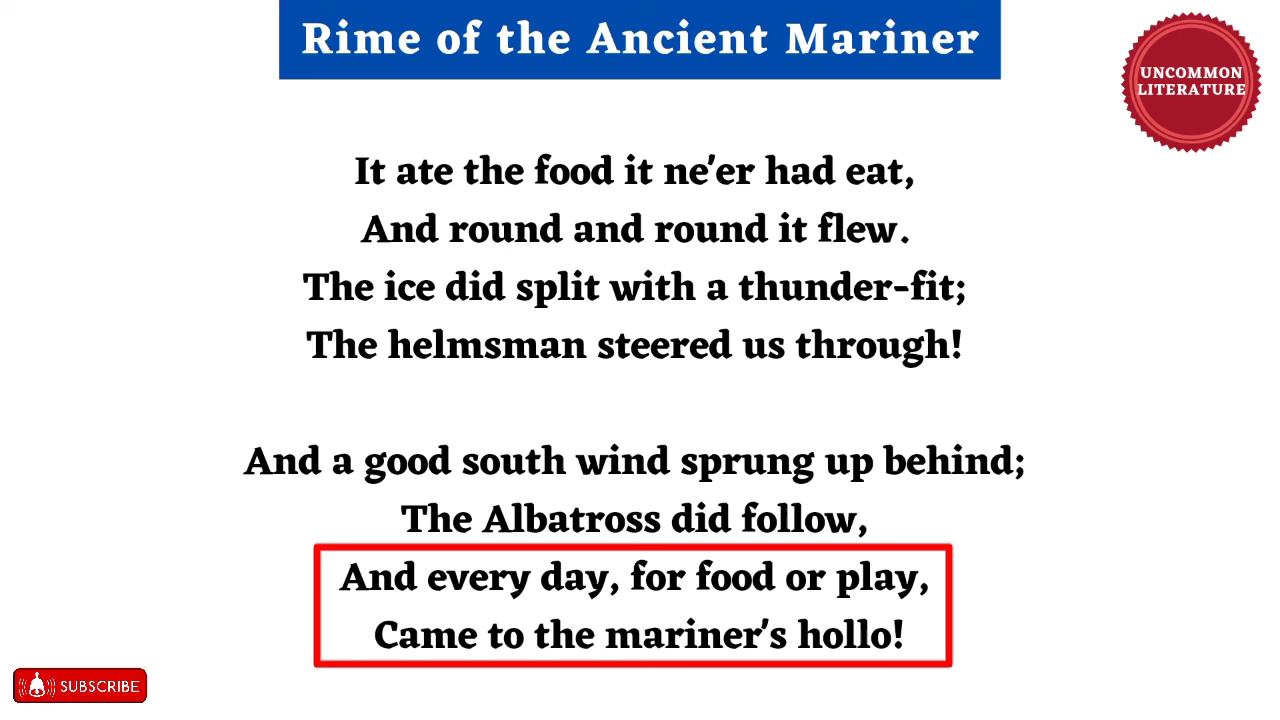 Rime of the Ancient Mariner
UNCOMMON
LITERATURE
It ate the food it ne'er had eat,
And round and round it flew.
The ice did split with a thunder-fit;
The helmsman steered us through!
And a good south wind sprung up behind;
The Albatross did follow,
And every day, for food or play,
Came to the mariner's hollo!
SUBSCRIBE